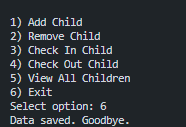 1) Add Child
2) Remove Child
3) Check In Child
4) Check Out Child
5) View All Children
6) Exit
Select option: 6
Data saved. Goodbye.